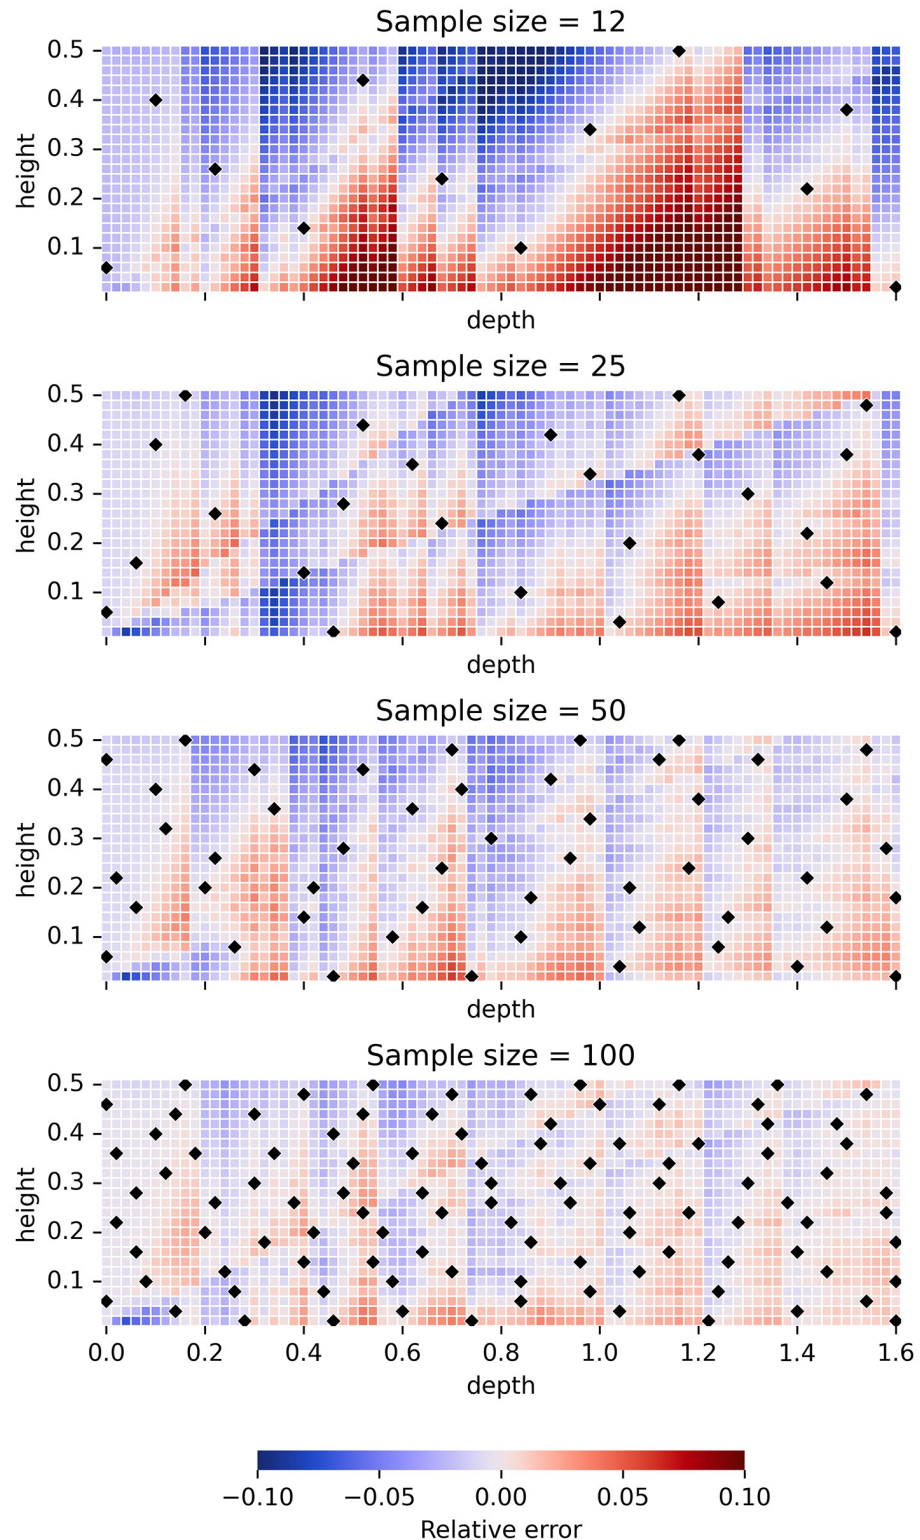 Sample size = 12
0.5
0.4
0.3
0.2
0.1
height
depth
Sample size = 25
0.5
0.4
0.3
0.2
0.1
height
depth
Sample size = 50
0.5
0.4
0.3
0.2
0.1
height
depth
Sample size = 100
0.5
0.4
0.3
0.2
0.1
height
0.0 0.2 0.4 0.6 0.8 1.0 1.2 1.4 1.6
depth
−0.10 −0.05 0.00 0.05 0.10
Relative error